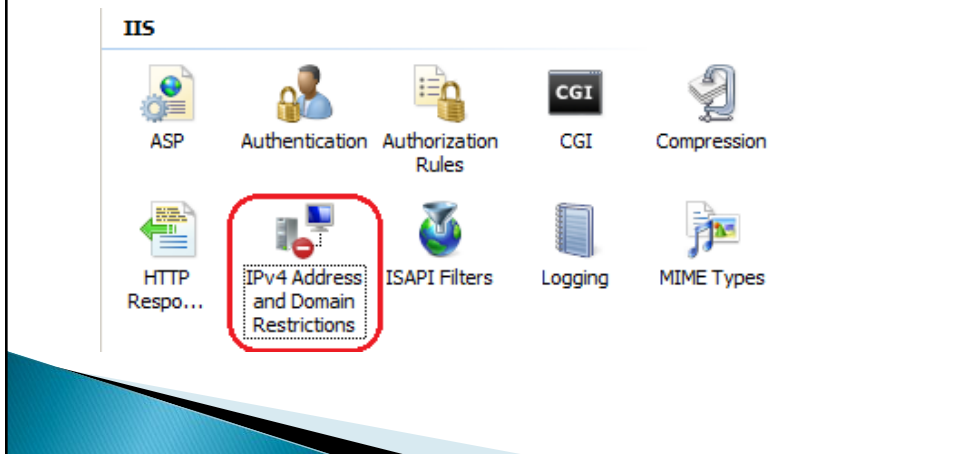 IIS
ASP
Authentication
Authorization
Rules
CGI
CGI
Compression
HTTP
Respo...
IPv4 Address
and Domain
Restrictions
ISAPI Filters
Logging
MIME Types